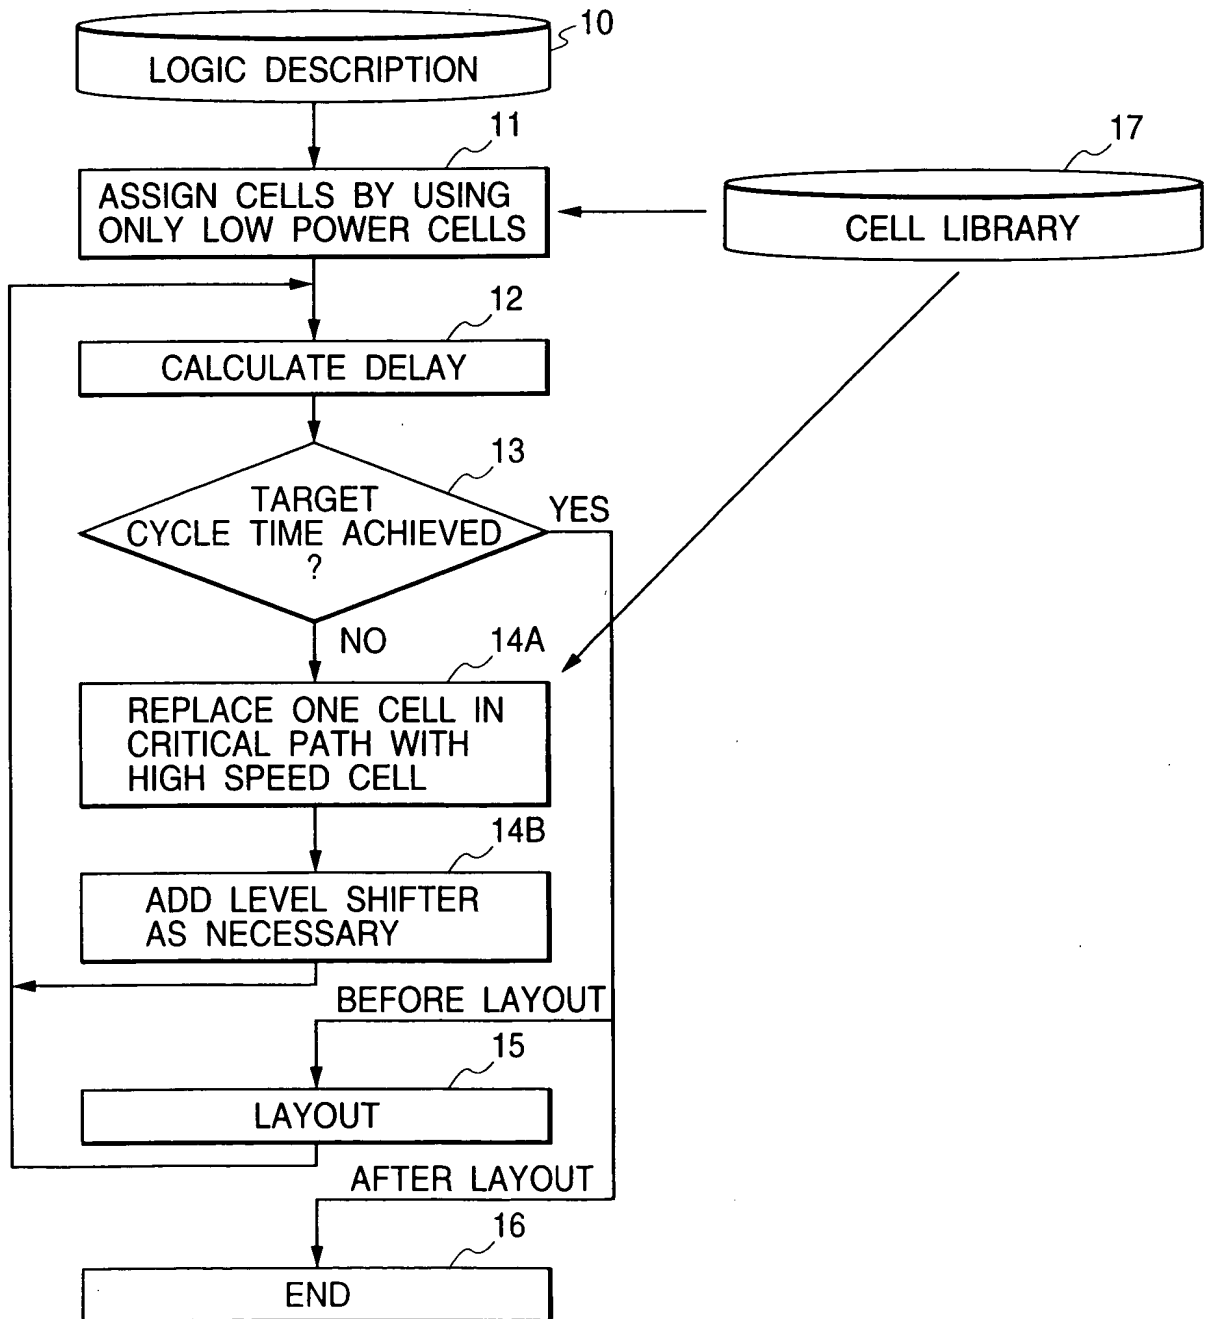 10
LOGIC DESCRIPTION
11
17
ASSIGN CELLS BY USING
ONLY LOW POWER CELLS
CELL LIBRARY
12
CALCULATE DELAY
13
TARGET
CYCLE TIME ACHIEVED
?
YES
NO
14A
REPLACE ONE CELL IN
CRITICAL PATH WITH
HIGH SPEED CELL
14B
ADD LEVEL SHIFTER
AS NECESSARY
BEFORE LAYOUT
15
LAYOUT
AFTER LAYOUT
16
END